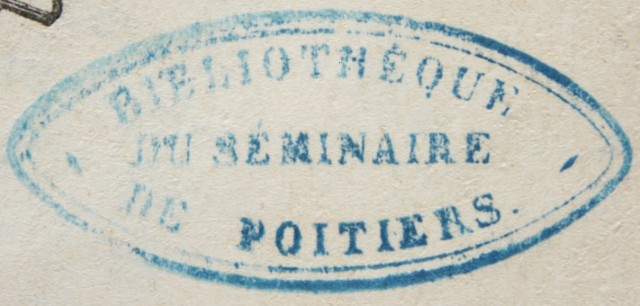 BIBLIOTHÈQUE
DU SÉMINAIRE
DE POITIERS.